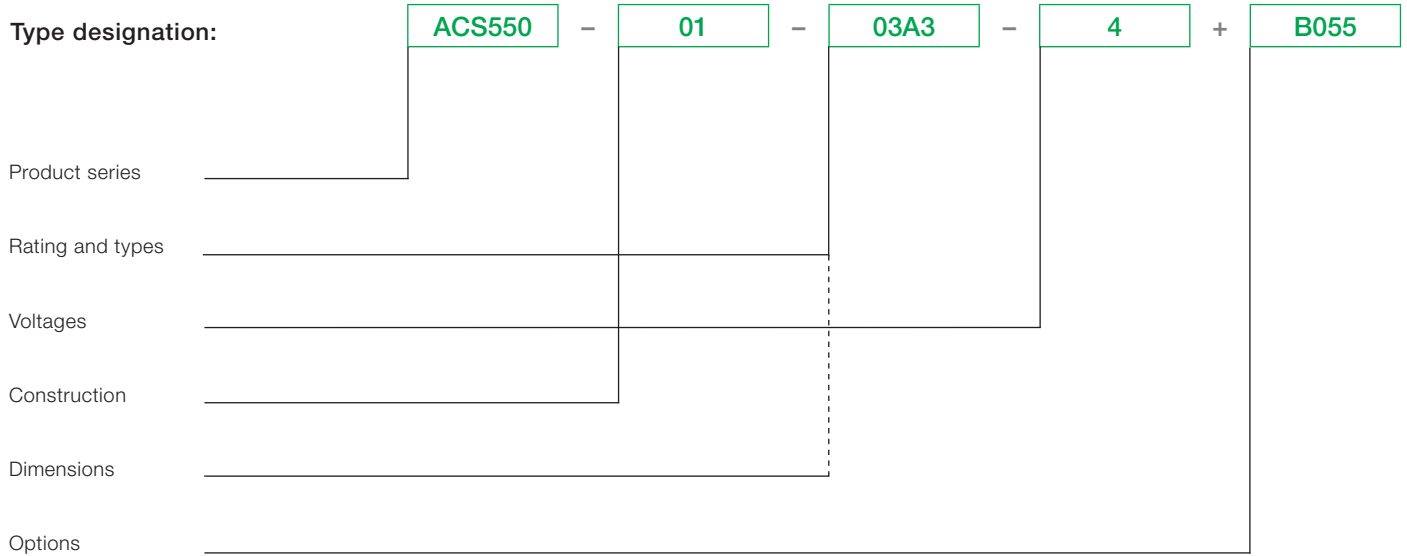 Type designation: ACS550 – 01 – 03A3 – 4 + B055
Product series
Rating and types
Voltages
Construction
Dimensions
Options